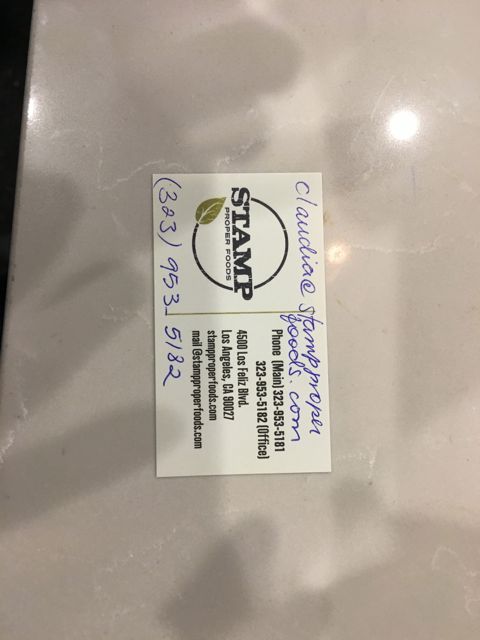 claudiac stampproper
foods.com
STAMP
PROPER FOODS
Phone (Main) 323-953-5181
323-953-5182 (Office)
4500 Los Feliz Blvd.
Los Angeles, CA 90027
stampproperfoods.com
mail@stampproperfoods.com
(323) 953-5182